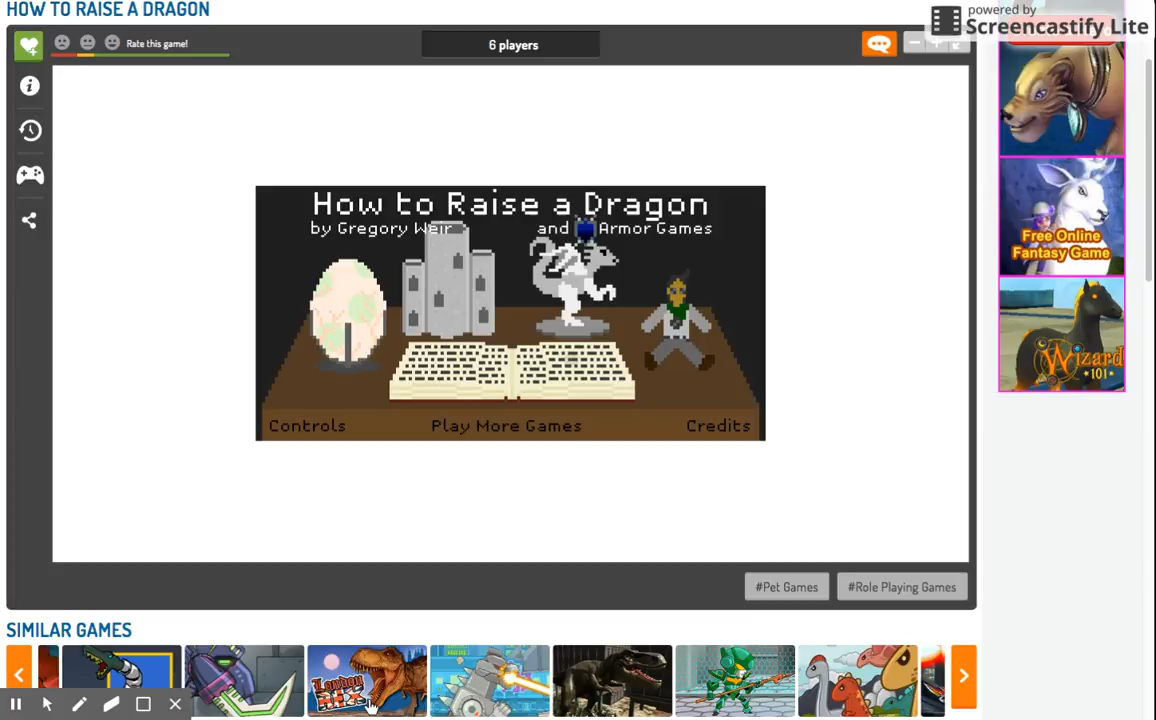 HOW TO RAISE A DRAGON
powered by
Screencastify Lite
Rate this game!
6 players
How to Raise a Dragon
by Gregory Weir and Armor Games
Controls
Play More Games
Credits
Free Online
Fantasy Game
Wizard
101
#Pet Games
#Role Playing Games
SIMILAR GAMES
London
REX